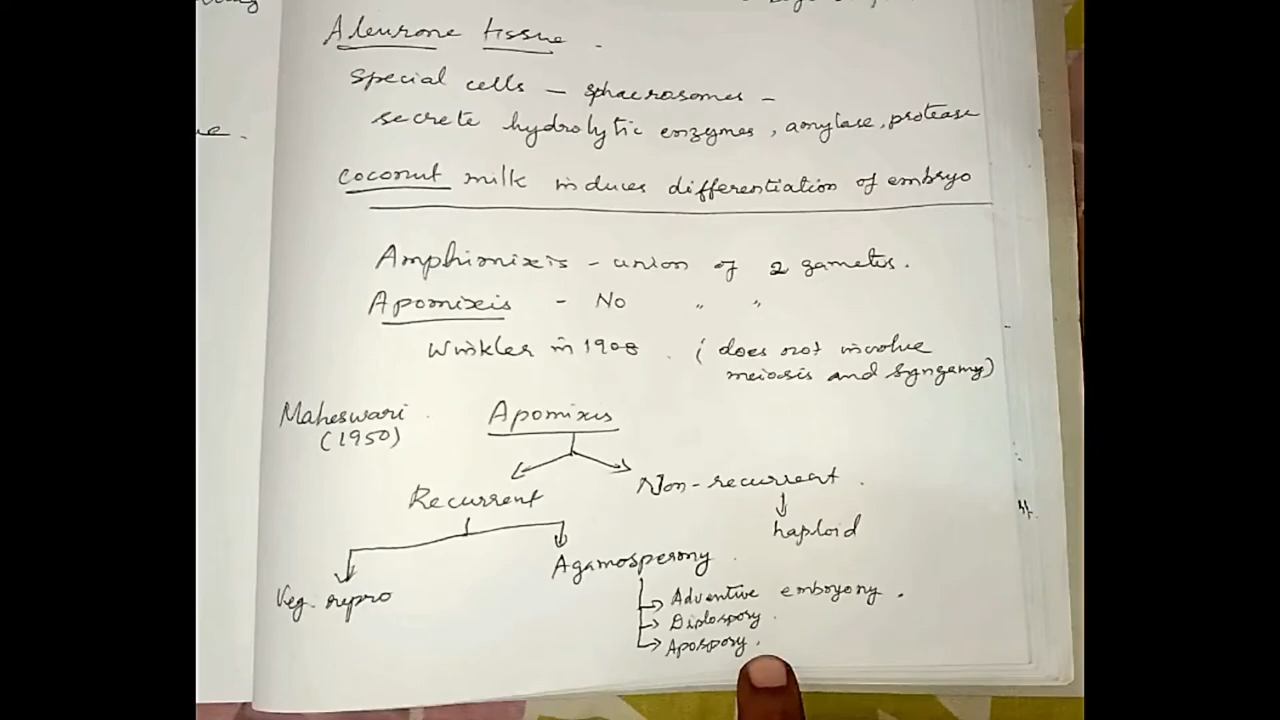 Aleurone tissue.
special cells – sphaerosomes –
secrete hydrolytic enzymes, amylase, protease
coconut milk induces differentiation of embryo
Amphimixis – union of 2 gametes.
Apomixis – No " "
Winkler in 1908. (does not involve
meiosis and syngamy)
Maheswari
(1950)
Apomixis
Recurrent
Non-recurrent.
haploid
Agamospermy
Veg. repro
Adventive embryony.
Diplospory
Apospory.